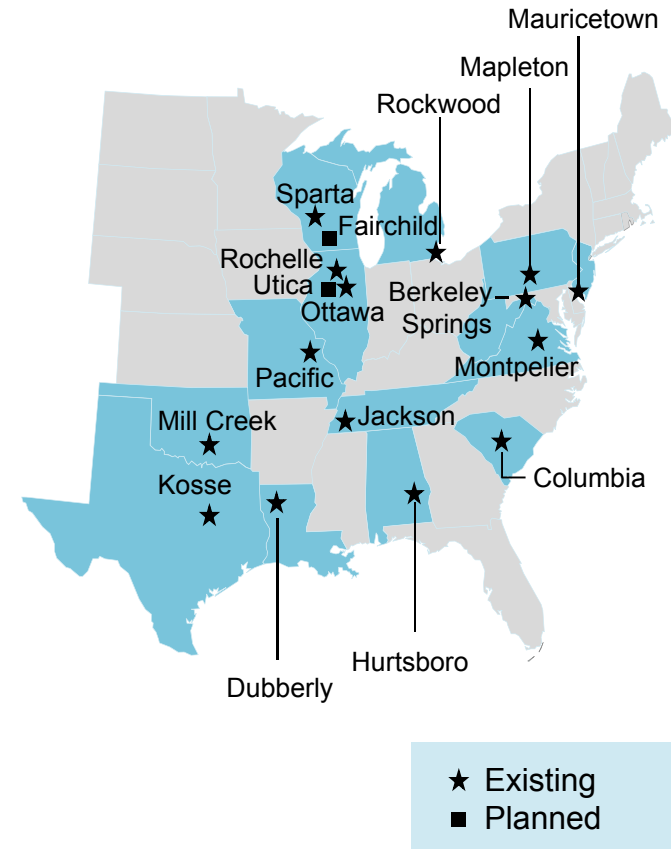 Mauricetown
Mapleton
Rockwood
Sparta
Fairchild
Rochelle
Utica
Ottawa
Berkeley
Springs
Montpelier
Pacific
Jackson
Mill Creek
Kosse
Columbia
Hurtsboro
Dubberly
Existing
Planned